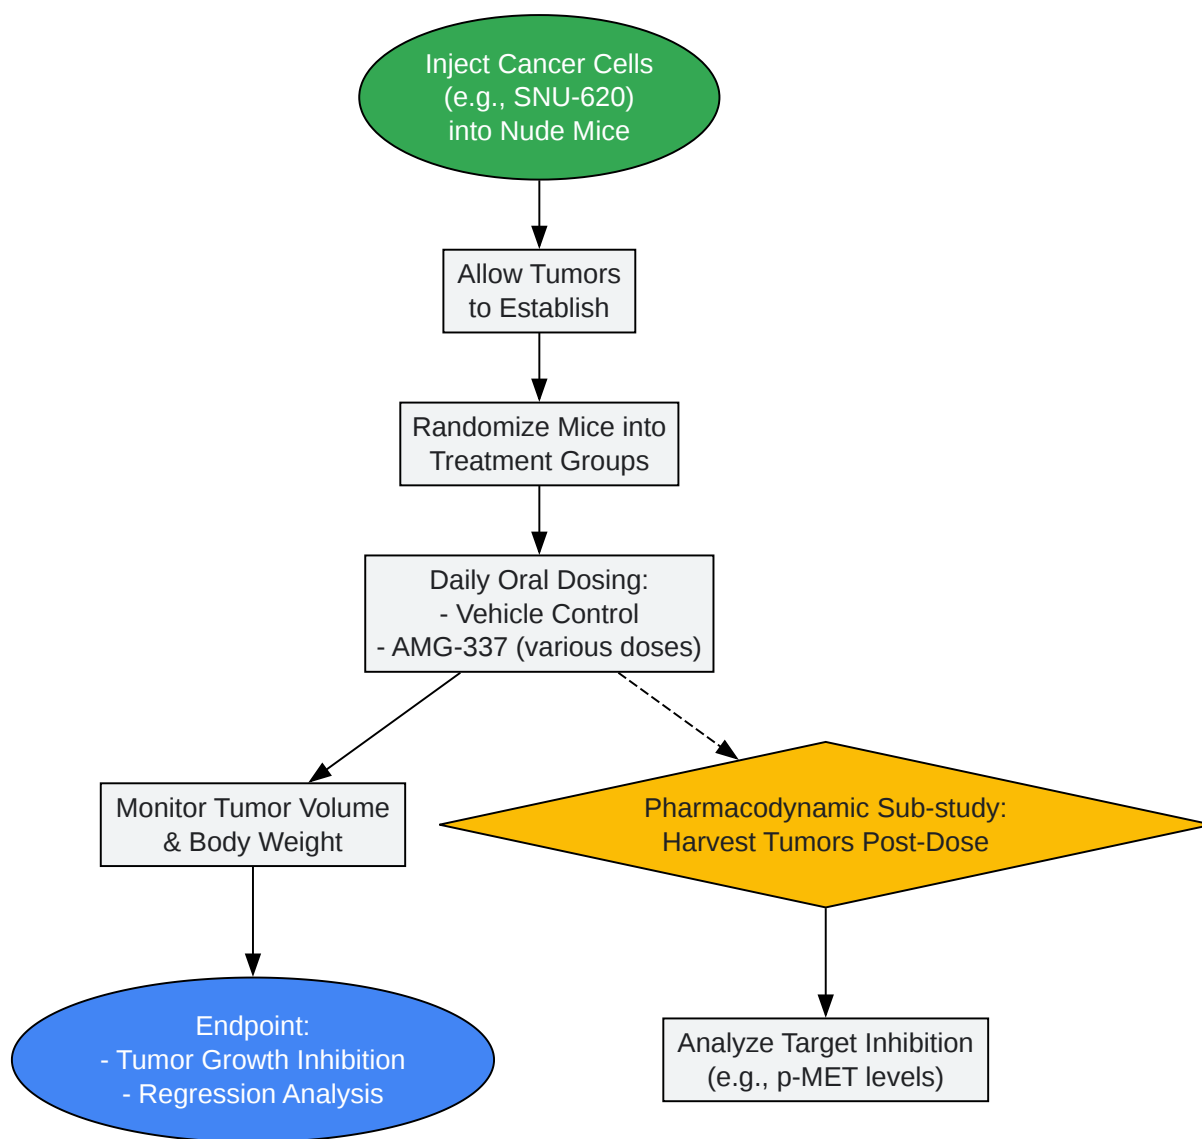 Inject Cancer Cells
(e.g., SNU-620)
into Nude Mice
Allow Tumors
to Establish
Randomize Mice into
Treatment Groups
Daily Oral Dosing:
- Vehicle Control
- AMG-337 (various doses)
Monitor Tumor Volume
& Body Weight
Pharmacodynamic Sub-study:
Harvest Tumors Post-Dose
Endpoint:
- Tumor Growth Inhibition
- Regression Analysis
Analyze Target Inhibition
(e.g., p-MET levels)